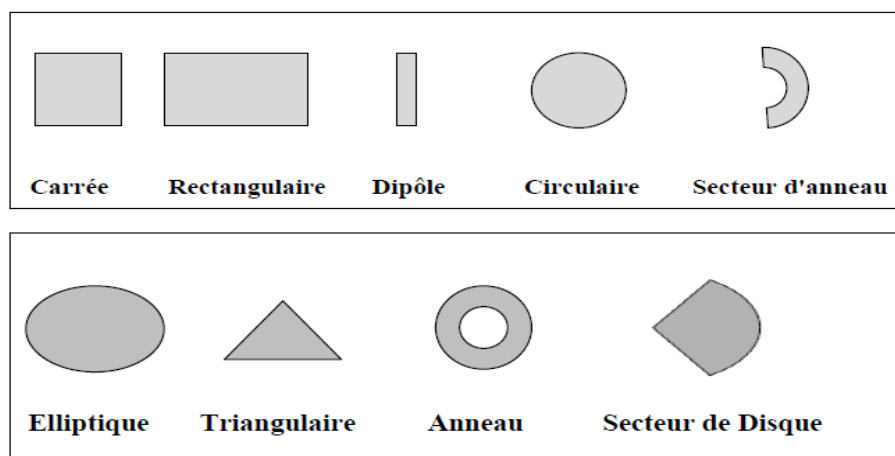 Carrée Rectangulaire Dipôle Circulaire Secteur d'anneau
Elliptique Triangulaire Anneau Secteur de Disque